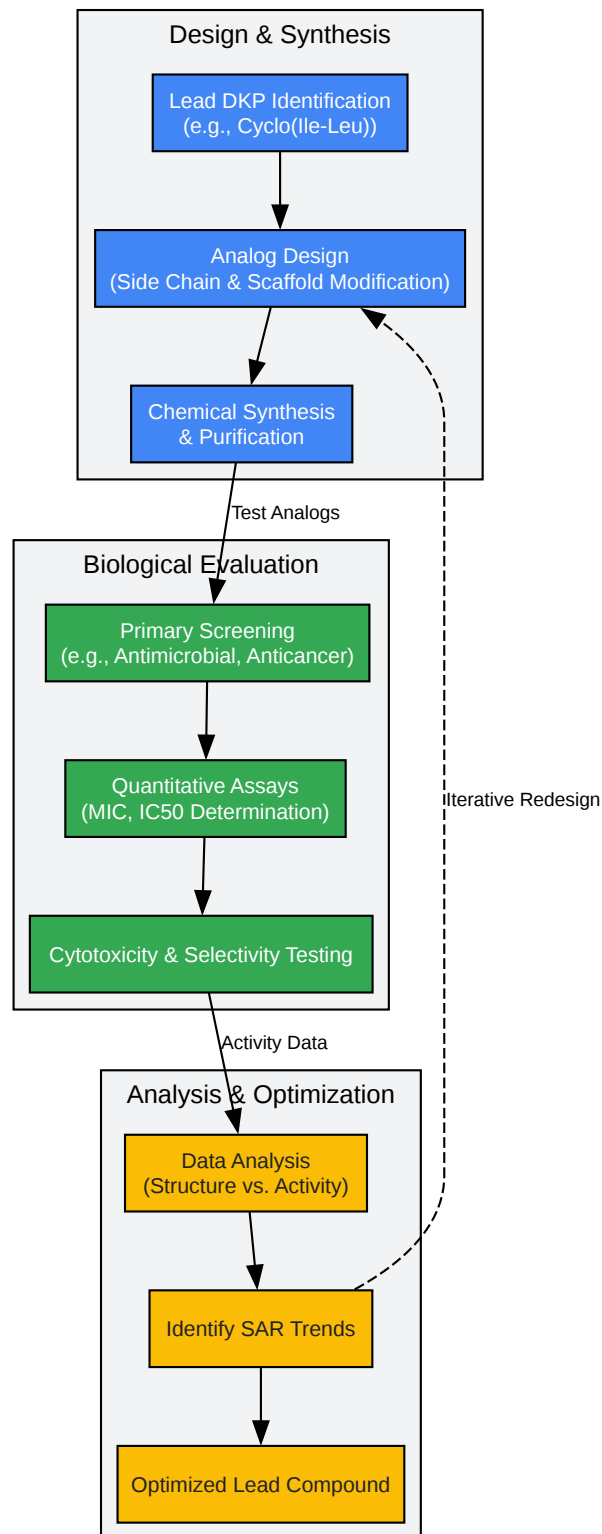 Design & Synthesis
Lead DKP Identification
(e.g., Cyclo(Ile-Leu))
Analog Design
(Side Chain & Scaffold Modification)
Chemical Synthesis
& Purification
Test Analogs
Biological Evaluation
Primary Screening
(e.g., Antimicrobial, Anticancer)
Quantitative Assays
(MIC, IC50 Determination)
Iterative Redesign
Cytotoxicity & Selectivity Testing
Activity Data
Analysis & Optimization
Data Analysis
(Structure vs. Activity)
Identify SAR Trends
Optimized Lead Compound